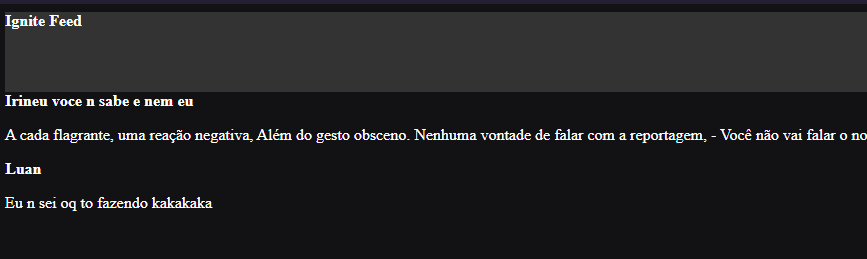 Ignite Feed
Irineu voce n sabe e nem eu
A cada flagrante, uma reação negativa, Além do gesto obsceno. Nenhuma vontade de falar com a reportagem, - Você não vai falar o no
Luan
Eu n sei oq to fazendo kakakaka